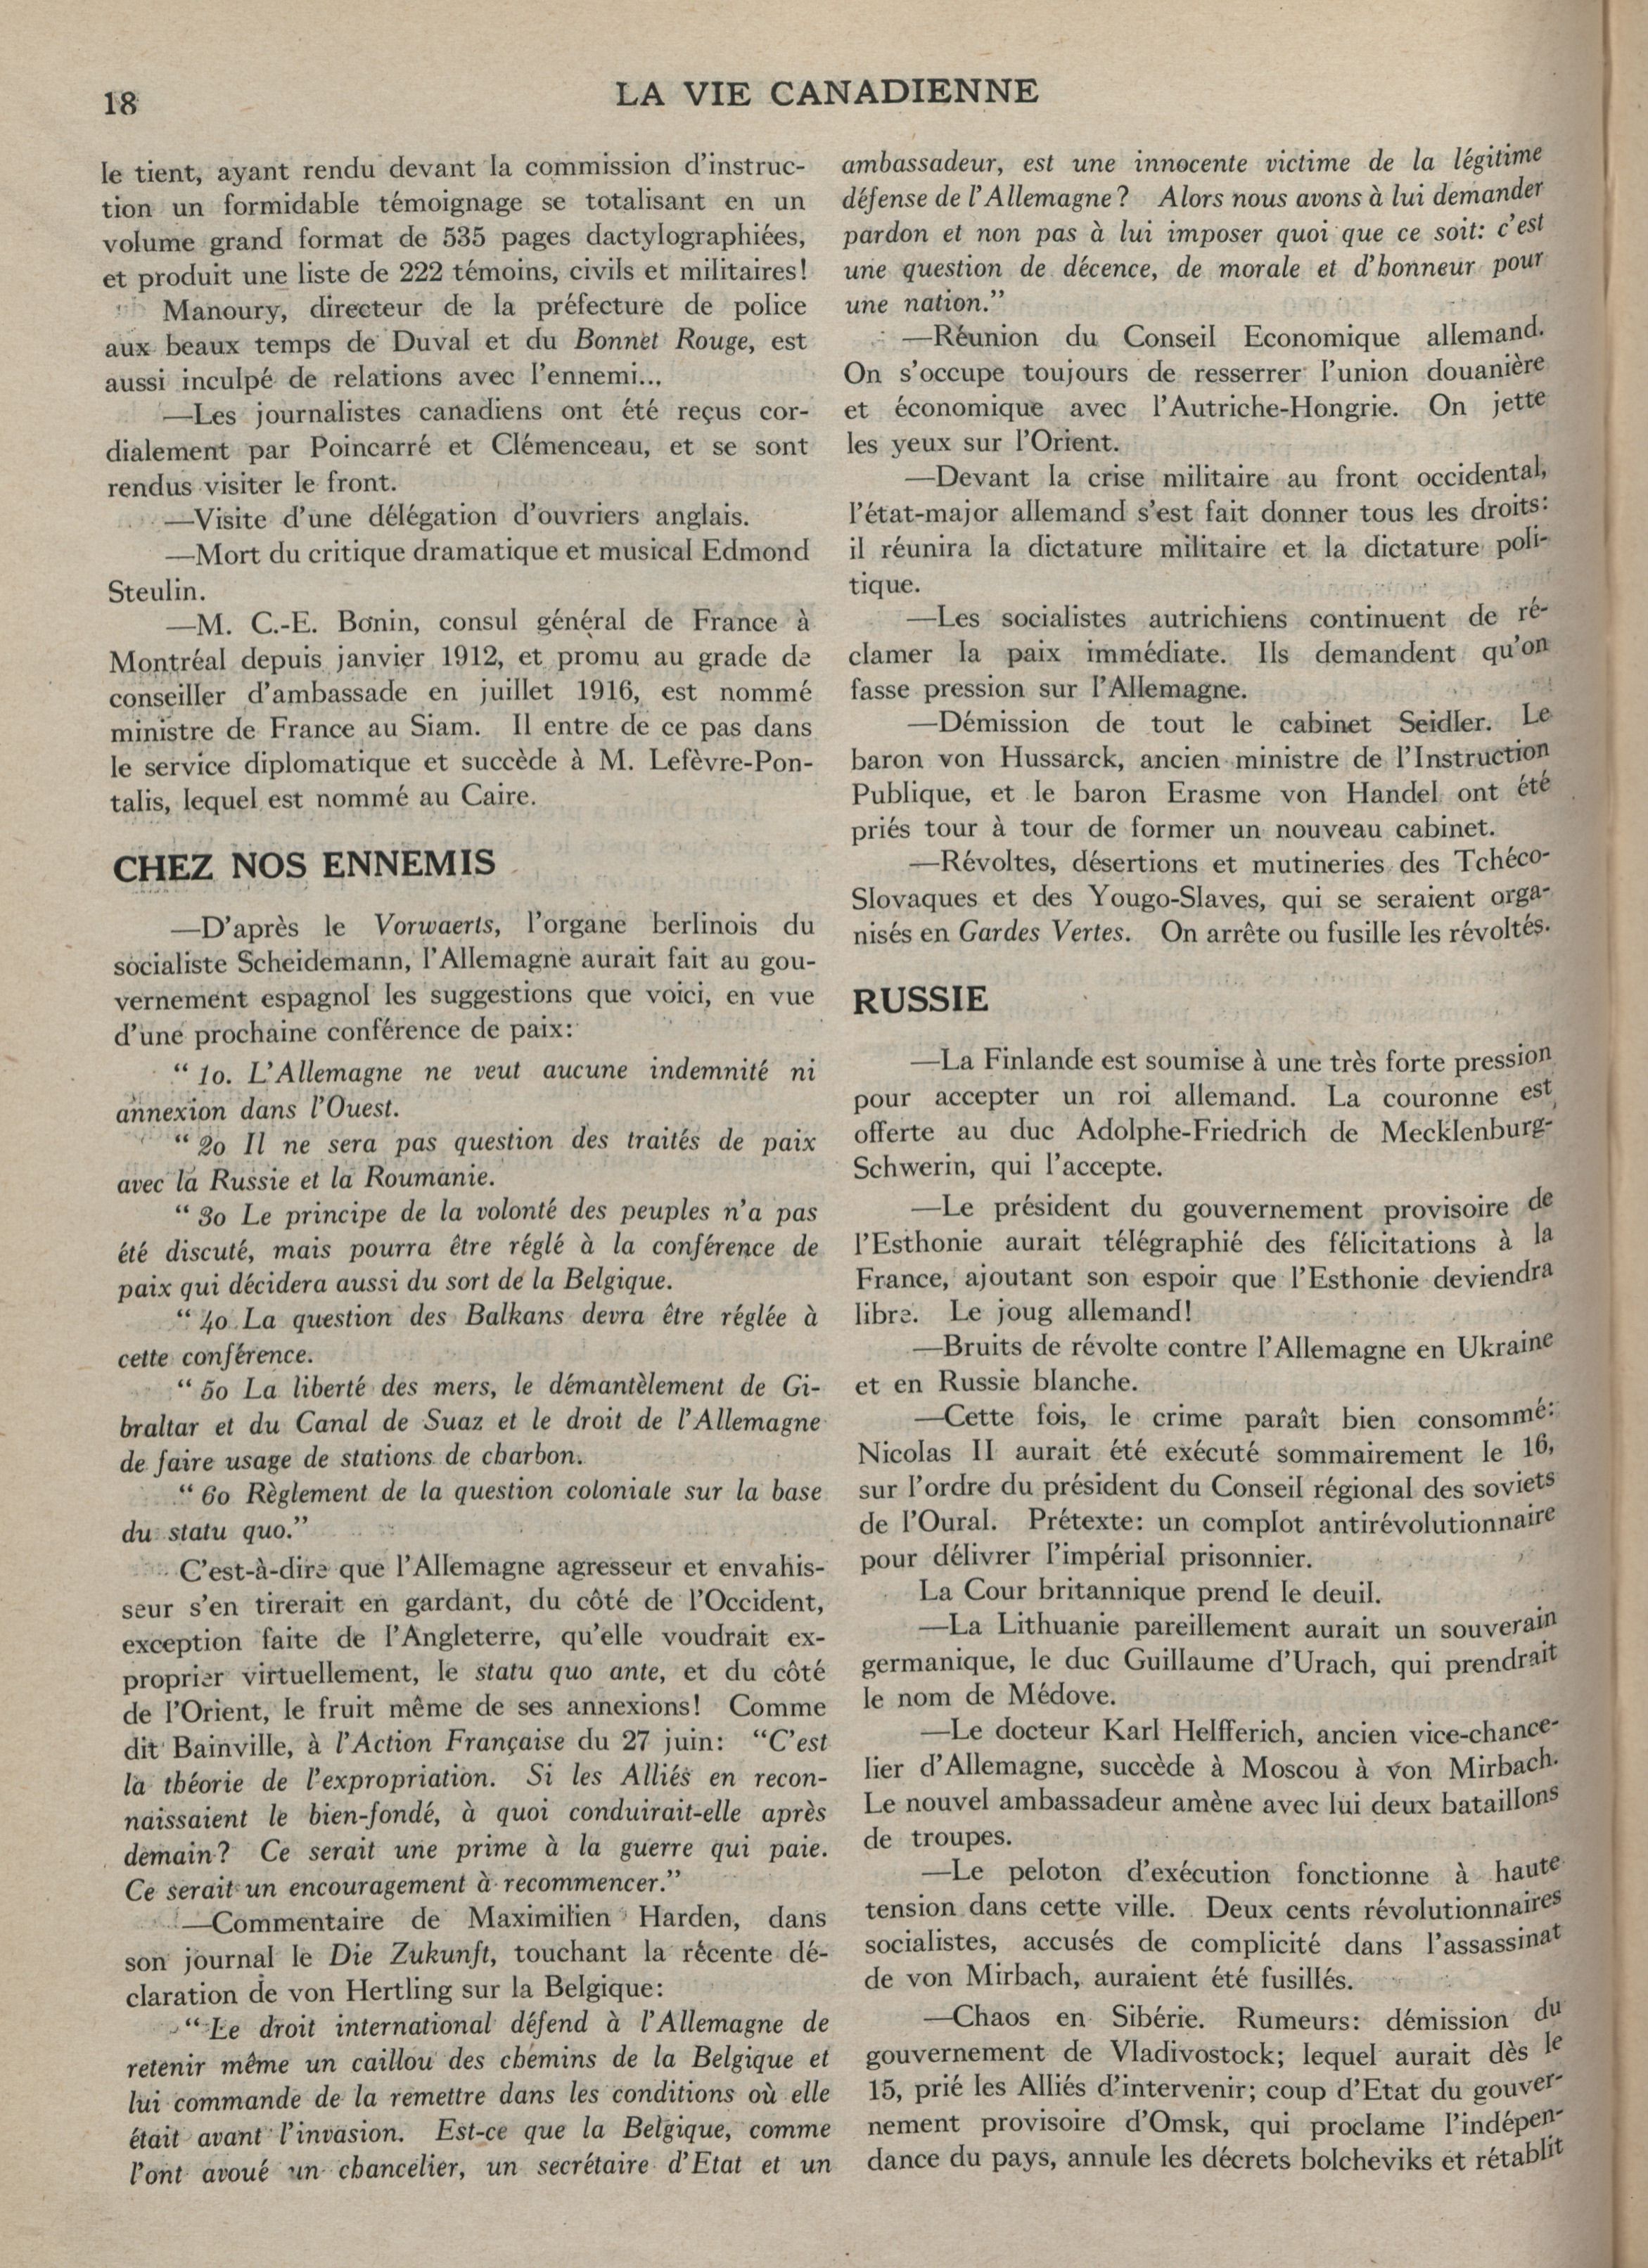 18
LA VIE CANADIENNE
le tient, ayant rendu devant la commission d'instruc-
tion un formidable témoignage se totalisant en un
volume grand format de 535 pages dactylographiées,
et produit une liste de 222 témoins, civils et militaires!
Manoury, directeur de la préfecture de police
aux beaux temps de Duval et du Bonnet Rouge, est
aussi inculpé de relations avec l'ennemi...
—Les journalistes canadiens ont été reçus cor-
dialement par Poincarré et Clémenceau, et se sont
rendus visiter le front.
—Visite d'une délégation d'ouvriers anglais.
—Mort du critique dramatique et musical Edmond
Steulin.
—M. C.-E. Bonin, consul général de France à
Montréal depuis janvier 1912, et promu au grade de
conseiller d'ambassade en juillet 1916, est nommé
ministre de France au Siam. Il entre de ce pas dans
le service diplomatique et succède à M. Lefèvre-Pon-
talis, lequel est nommé au Caire.
CHEZ NOS ENNEMIS
—D'après le Vorwaerts, l'organe berlinois du
socialiste Scheidemann, l'Allemagne aurait fait au gou-
vernement espagnol les suggestions que voici, en vue
d'une prochaine conférence de paix:
“ 1o. L'Allemagne ne veut aucune indemnité ni
annexion dans l'Ouest.
“ 2o Il ne sera pas question des traités de paix
avec la Russie et la Roumanie.
“ 3o Le principe de la volonté des peuples n'a pas
été discuté, mais pourra être réglé à la conférence de
paix qui décidera aussi du sort de la Belgique.
“ 4o La question des Balkans devra être réglée à
cette conférence.
“ 5o La liberté des mers, le démantèlement de Gi-
braltar et du Canal de Suaz et le droit de l'Allemagne
de faire usage de stations de charbon.
“ 6o Règlement de la question coloniale sur la base
du statu quo.”
C'est-à-dire que l'Allemagne agresseur et envahis-
seur s'en tirerait en gardant, du côté de l'Occident,
exception faite de l'Angleterre, qu'elle voudrait ex-
proprier virtuellement, le statu quo ante, et du côté
de l'Orient, le fruit même de ses annexions! Comme
dit Bainville, à l'Action Française du 27 juin: “C'est
la théorie de l'expropriation. Si les Alliés en recon-
naissaient le bien-fondé, à quoi conduirait-elle après
demain? Ce serait une prime à la guerre qui paie.
Ce serait un encouragement à recommencer.”
—Commentaire de Maximilien Harden, dans
son journal le Die Zukunft, touchant la récente dé-
claration de von Hertling sur la Belgique:
“Le droit international défend à l'Allemagne de
retenir même un caillou des chemins de la Belgique et
lui commande de la remettre dans les conditions où elle
était avant l'invasion. Est-ce que la Belgique, comme
l'ont avoué un chancelier, un secrétaire d'Etat et un
ambassadeur, est une innocente victime de la légitime
défense de l'Allemagne? Alors nous avons à lui demander
pardon et non pas à lui imposer quoi que ce soit: c'est
une question de décence, de morale et d'honneur pour
une nation.”
—Réunion du Conseil Economique allemand.
On s'occupe toujours de resserrer l'union douanière
et économique avec l'Autriche-Hongrie. On jette
les yeux sur l'Orient.
—Devant la crise militaire au front occidental,
l'état-major allemand s'est fait donner tous les droits:
il réunira la dictature militaire et la dictature poli-
tique.
—Les socialistes autrichiens continuent de ré-
clamer la paix immédiate. Ils demandent qu'on
fasse pression sur l'Allemagne.
—Démission de tout le cabinet Seidler. Le
baron von Hussarck, ancien ministre de l'Instruction
Publique, et le baron Erasme von Handel ont été
priés tour à tour de former un nouveau cabinet.
—Révoltes, désertions et mutineries des Tchéco-
Slovaques et des Yougo-Slaves, qui se seraient orga-
nisés en Gardes Vertes. On arrête ou fusille les révoltés.
RUSSIE
—La Finlande est soumise à une très forte pression
pour accepter un roi allemand. La couronne est
offerte au duc Adolphe-Friedrich de Mecklenburg-
Schwerin, qui l'accepte.
—Le président du gouvernement provisoire de
l'Esthonie aurait télégraphié des félicitations à la
France, ajoutant son espoir que l'Esthonie deviendra
libre. Le joug allemand!
—Bruits de révolte contre l'Allemagne en Ukraine
et en Russie blanche.
—Cette fois, le crime paraît bien consommé:
Nicolas II aurait été exécuté sommairement le 16,
sur l'ordre du président du Conseil régional des soviets
de l'Oural. Prétexte: un complot antirévolutionnaire
pour délivrer l'impérial prisonnier.
La Cour britannique prend le deuil.
—La Lithuanie pareillement aurait un souverain
germanique, le duc Guillaume d'Urach, qui prendrait
le nom de Médove.
—Le docteur Karl Helfferich, ancien vice-chance-
lier d'Allemagne, succède à Moscou à von Mirbach.
Le nouvel ambassadeur amène avec lui deux bataillons
de troupes.
—Le peloton d'exécution fonctionne à haute
tension dans cette ville. Deux cents révolutionnaires
socialistes, accusés de complicité dans l'assassinat
de von Mirbach, auraient été fusillés.
—Chaos en Sibérie. Rumeurs: démission du
gouvernement de Vladivostock; lequel aurait dès le
15, prié les Alliés d'intervenir; coup d'Etat du gouver-
nement provisoire d'Omsk, qui proclame l'indépen-
dance du pays, annule les décrets bolcheviks et rétablit